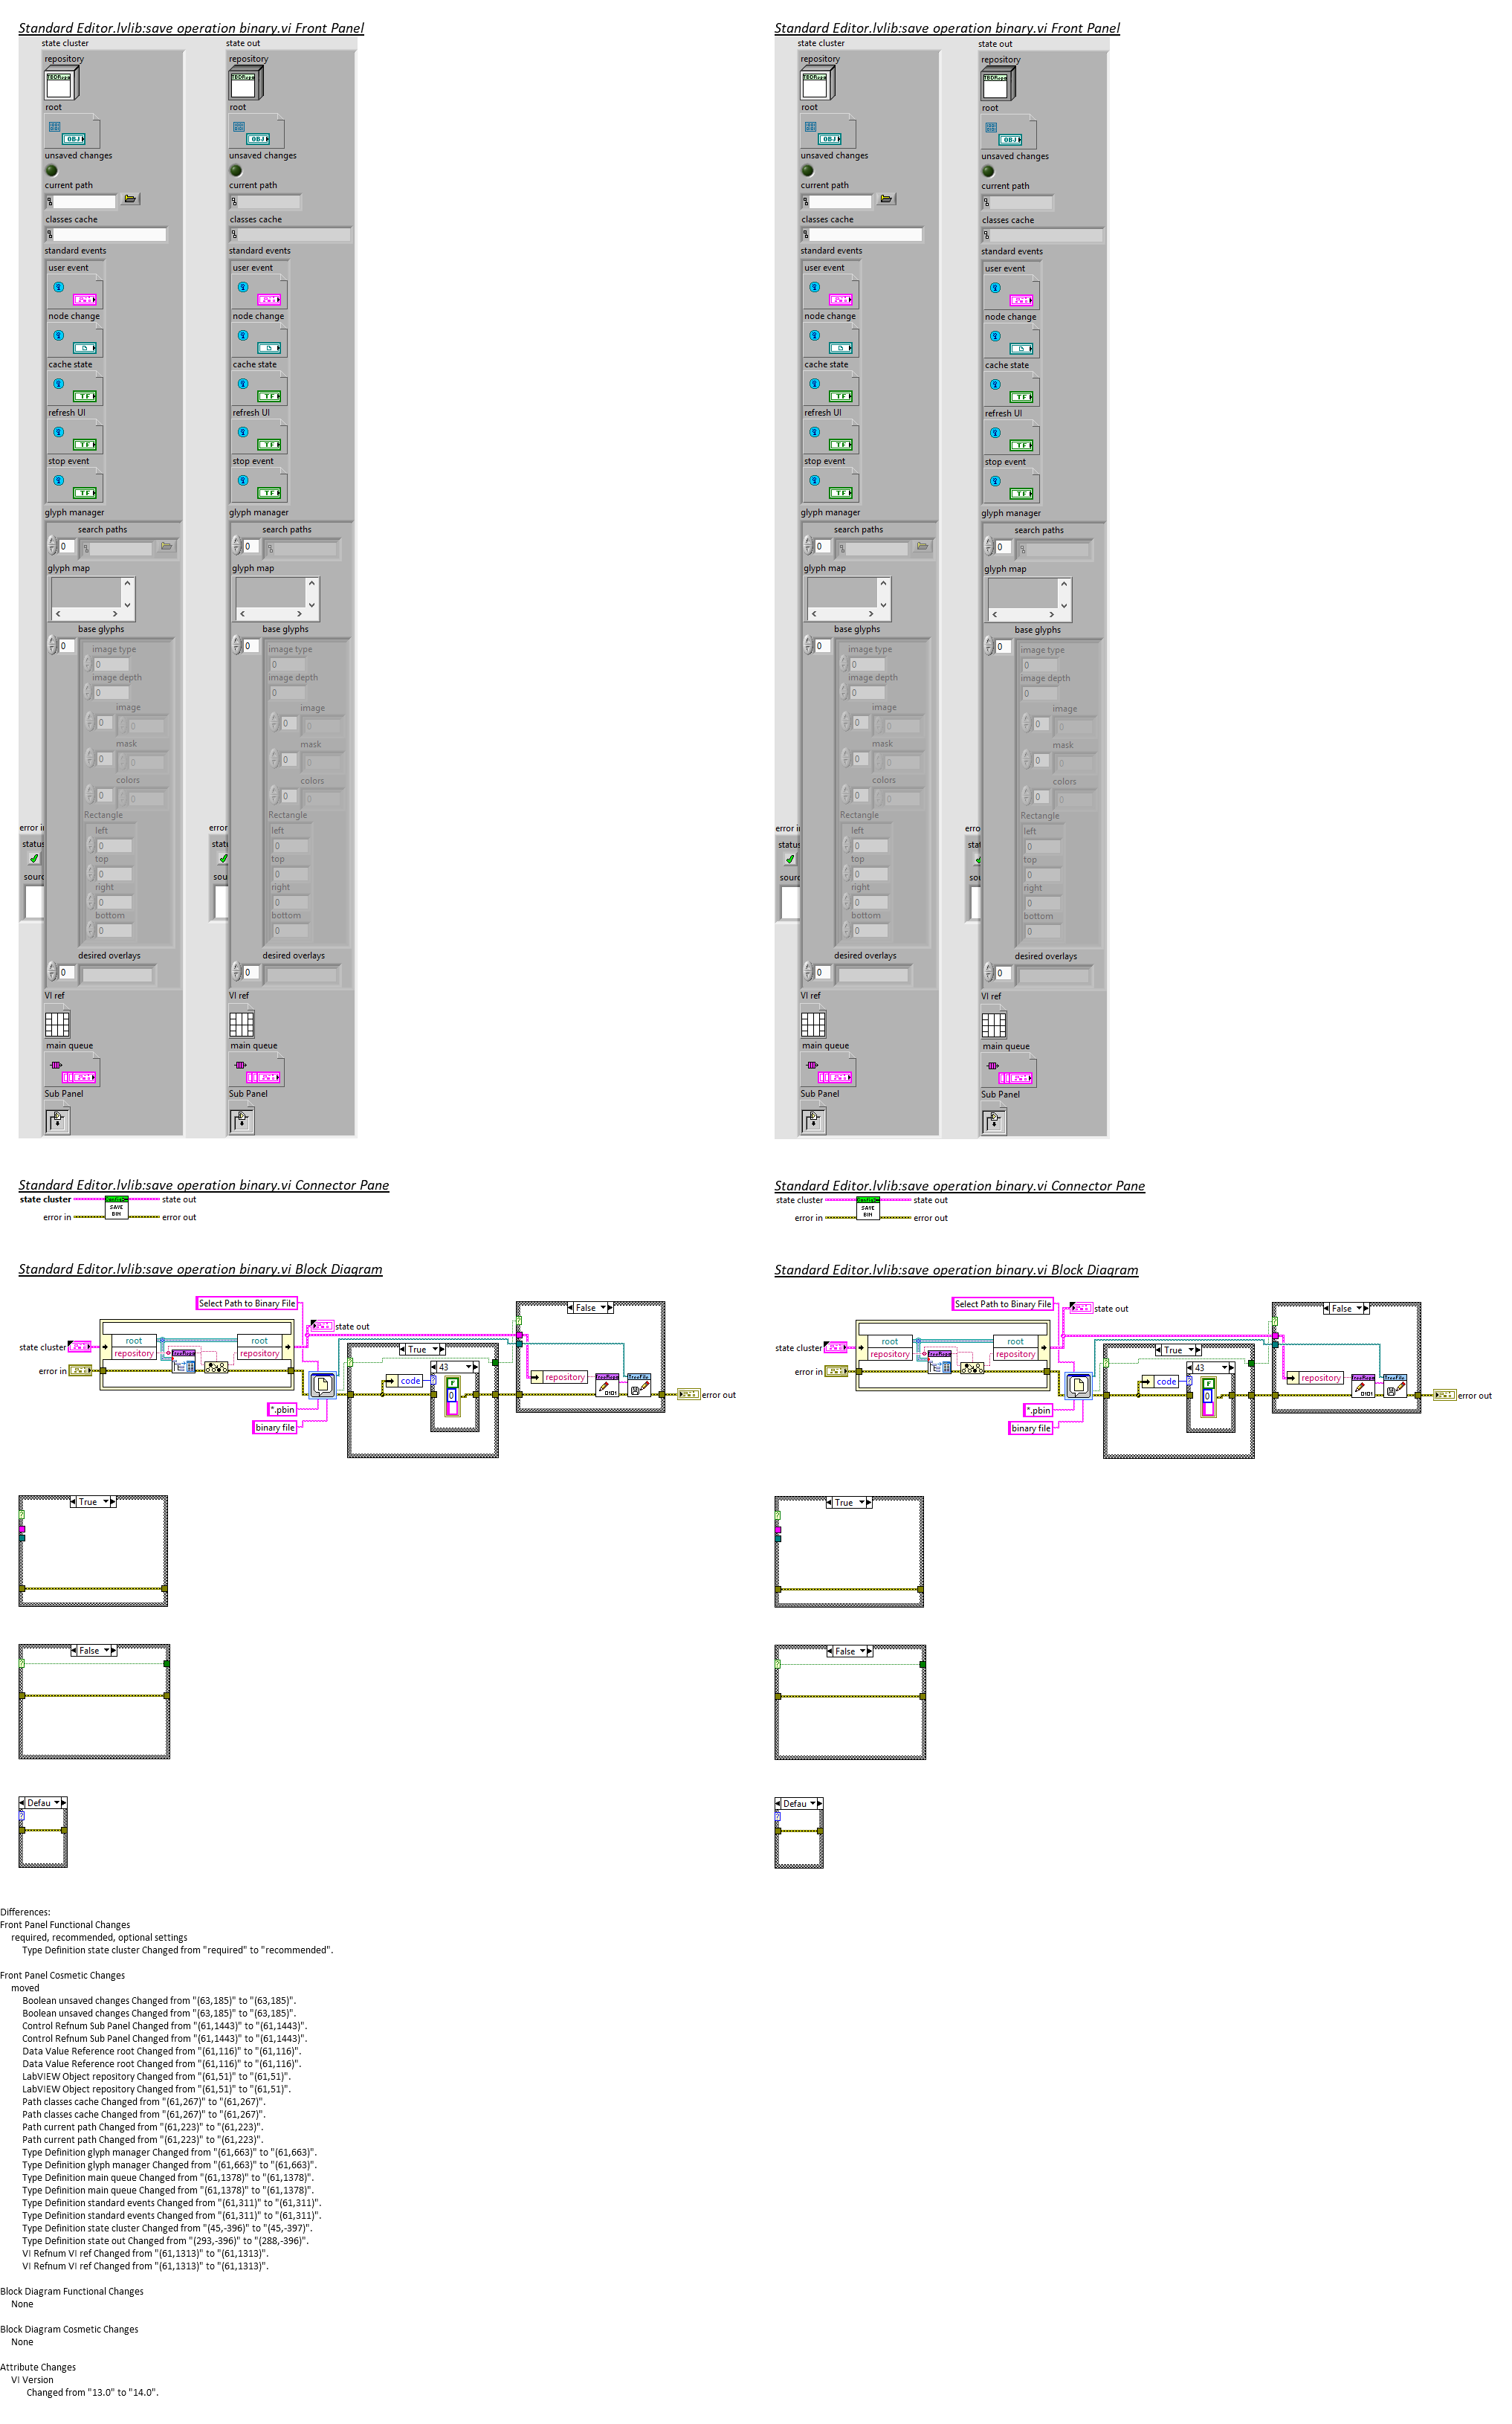 Standard Editor.lvlib:save operation binary.vi Front Panel
state cluster
state out
repository
repository
root
root
OBJ
OBJ
unsaved changes
unsaved changes
current path
current path
classes cache
classes cache
standard events
standard events
user event
user event
node change
node change
cache state
cache state
TF
TF
refresh UI
refresh UI
TF
TF
stop event
stop event
TF
TF
glyph manager
glyph manager
search paths
search paths
0
0
glyph map
glyph map
base glyphs
base glyphs
0
0
image type
image type
0
0
image depth
image depth
0
0
image
image
0 0
0 0
mask
mask
0 0
0 0
colors
colors
0 0
0 0
Rectangle
Rectangle
left
left
0
0
top
top
0
0
right
right
0
0
bottom
bottom
0
0
error i
erro
status
statu
sourc
sou
desired overlays
desired overlays
0
0
VI ref
VI ref
main queue
main queue
Sub Panel
Sub Panel
Standard Editor.lvlib:save operation binary.vi Front Panel
state cluster
state out
repository
repository
root
root
OBJ
OBJ
unsaved changes
unsaved changes
current path
current path
classes cache
classes cache
standard events
standard events
user event
user event
node change
node change
cache state
cache state
TF
TF
refresh UI
refresh UI
TF
TF
stop event
stop event
TF
TF
glyph manager
glyph manager
search paths
search paths
0
0
glyph map
glyph map
base glyphs
base glyphs
0
0
image type
image type
0
0
image depth
image depth
0
0
image
image
0 0
0 0
mask
mask
0 0
0 0
colors
colors
0 0
0 0
Rectangle
Rectangle
left
left
0
0
top
top
0
0
right
right
0
0
bottom
bottom
0
0
error i
erro
status
stat
sourc
sou
desired overlays
desired overlays
0
0
VI ref
VI ref
main queue
main queue
Sub Panel
Sub Panel
Standard Editor.lvlib:save operation binary.vi Connector Pane
state cluster
state out
SAVE
BIN
error in
error out
Standard Editor.lvlib:save operation binary.vi Connector Pane
state cluster
state out
SAVE
BIN
error in
error out
Standard Editor.lvlib:save operation binary.vi Block Diagram
Select Path to Binary File
False
state out
state cluster
root
root
repository
repository
True
error in
43
code
F
0
repository
error out
*.pbin
binary file
True
False
Defau
Standard Editor.lvlib:save operation binary.vi Block Diagram
Select Path to Binary File
False
state out
state cluster
root
root
repository
repository
True
error in
43
code
F
0
repository
error out
*.pbin
binary file
True
False
Defau
Differences:
Front Panel Functional Changes
required, recommended, optional settings
Type Definition state cluster Changed from "required" to "recommended".
Front Panel Cosmetic Changes
moved
Boolean unsaved changes Changed from "(63,185)" to "(63,185)".
Boolean unsaved changes Changed from "(63,185)" to "(63,185)".
Control Refnum Sub Panel Changed from "(61,1443)" to "(61,1443)".
Control Refnum Sub Panel Changed from "(61,1443)" to "(61,1443)".
Data Value Reference root Changed from "(61,116)" to "(61,116)".
Data Value Reference root Changed from "(61,116)" to "(61,116)".
LabVIEW Object repository Changed from "(61,51)" to "(61,51)".
LabVIEW Object repository Changed from "(61,51)" to "(61,51)".
Path classes cache Changed from "(61,267)" to "(61,267)".
Path classes cache Changed from "(61,267)" to "(61,267)".
Path current path Changed from "(61,223)" to "(61,223)".
Path current path Changed from "(61,223)" to "(61,223)".
Type Definition glyph manager Changed from "(61,663)" to "(61,663)".
Type Definition glyph manager Changed from "(61,663)" to "(61,663)".
Type Definition main queue Changed from "(61,1378)" to "(61,1378)".
Type Definition main queue Changed from "(61,1378)" to "(61,1378)".
Type Definition standard events Changed from "(61,311)" to "(61,311)".
Type Definition standard events Changed from "(61,311)" to "(61,311)".
Type Definition state cluster Changed from "(45,-396)" to "(45,-397)".
Type Definition state out Changed from "(293,-396)" to "(288,-396)".
VI Refnum VI ref Changed from "(61,1313)" to "(61,1313)".
VI Refnum VI ref Changed from "(61,1313)" to "(61,1313)".
Block Diagram Functional Changes
None
Block Diagram Cosmetic Changes
None
Attribute Changes
VI Version
Changed from "13.0" to "14.0".